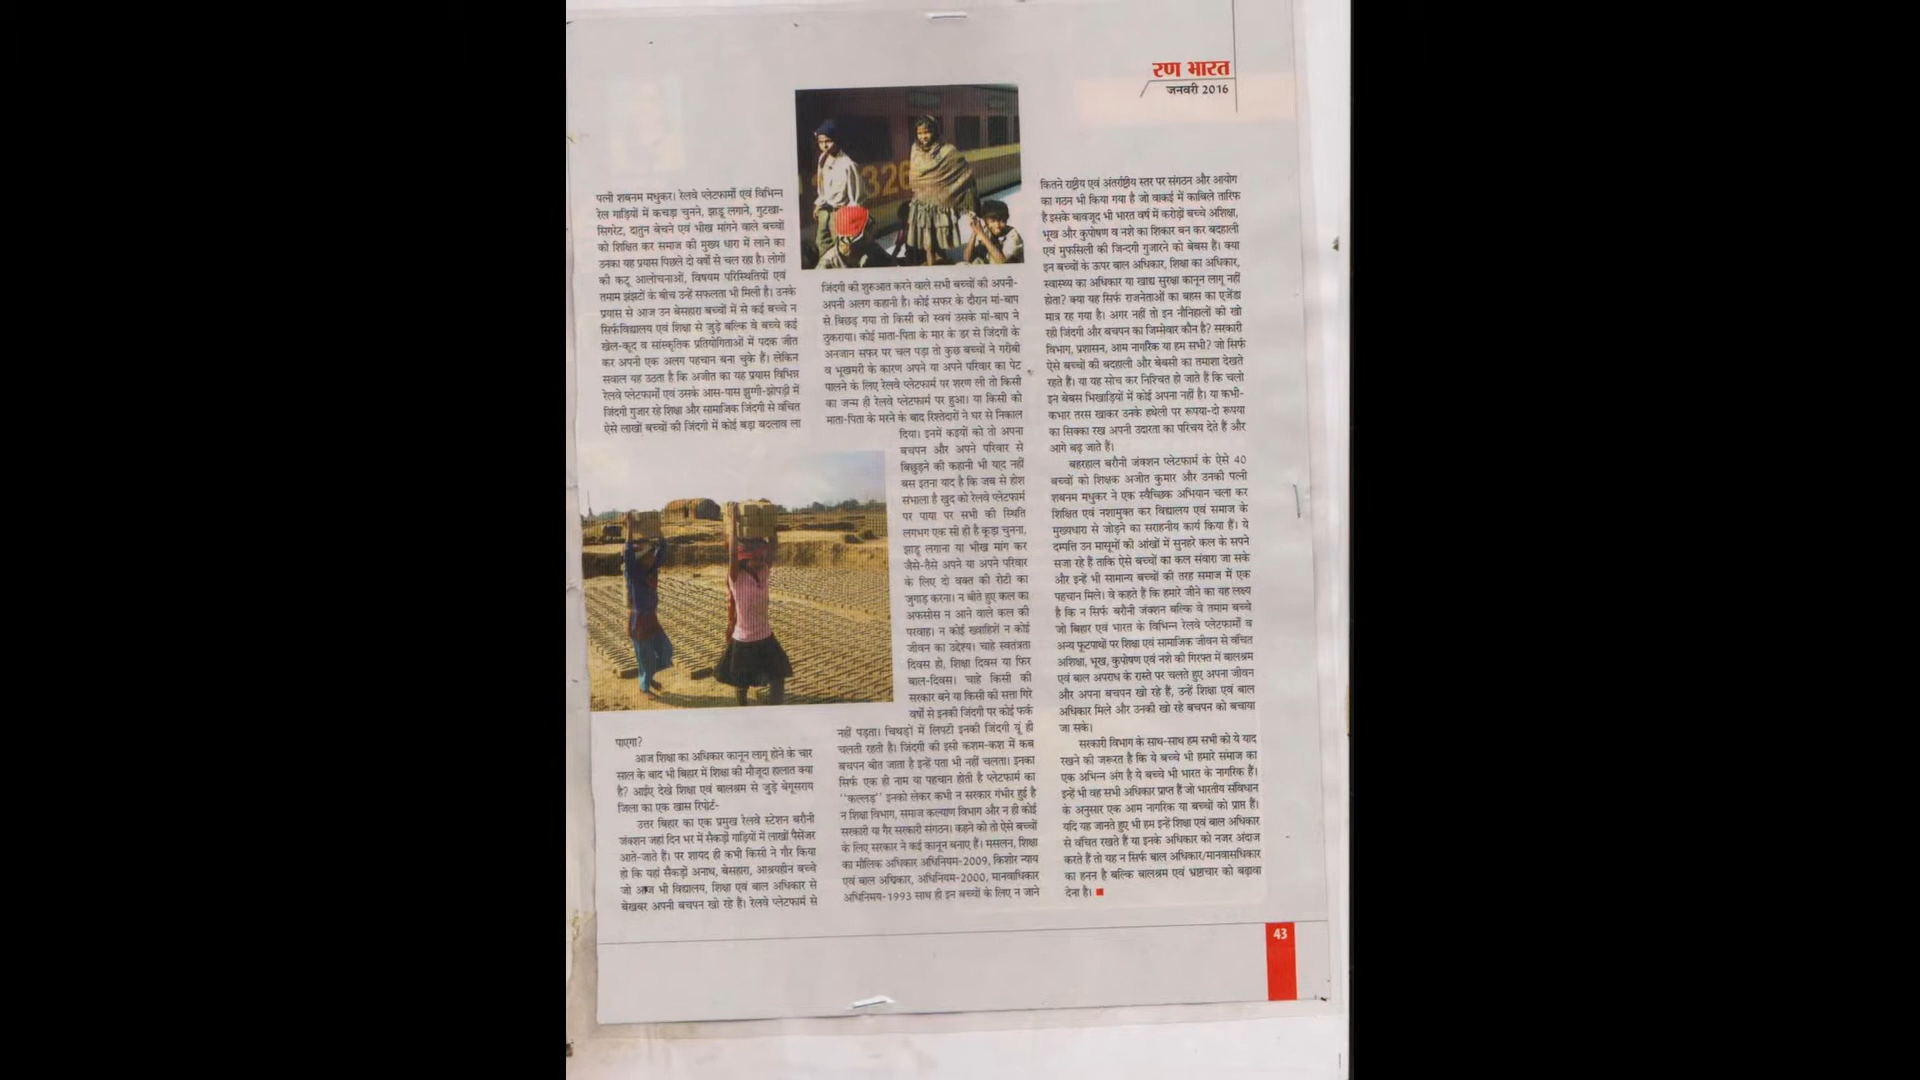 रण भारत
जनवरी 2016
पत्नी शबनम मधुकर। रेलवे प्लेटफार्मों एवं विभिन्न
रेल गाड़ियों में कचड़ा चुनने, झाडू लगाने, गुटखा-
सिगरेट, दातुन बेचने एवं भीख मांगने वाले बच्चों
को शिक्षित कर समाज की मुख्य धारा में लाने का
उनका यह प्रयास पिछले दो वर्षों से चल रहा है। लोगों
की कटू आलोचनाओं, विषयम परिस्थितियों एवं
तमाम झंझटों के बीच उन्हें सफलता भी मिली है। उनके
प्रयास से आज उन बेसहारा बच्चों में से कई बच्चे न
सिर्फविद्यालय एवं शिक्षा से जुड़े बल्कि वे बच्चे कई
खेल-कूद व सांस्कृतिक प्रतियोगिताओं में पदक जीत
कर अपनी एक अलग पहचान बना चुके हैं। लेकिन
सवाल यह उठता है कि अजीत का यह प्रयास विभिन्न
रेलवे प्लेटफार्मों एवं उसके आस-पास झुग्गी-झोपड़ी में
जिंदगी गुजार रहे शिक्षा और सामाजिक जिंदगी से वंचित
ऐसे लाखों बच्चों की जिंदगी में कोई बड़ा बदलाव ला
पाएगा?
आज शिक्षा का अधिकार कानून लागू होने के चार
साल के बाद भी बिहार में शिक्षा की मौजूदा हालात क्या
है? आईए देखे शिक्षा एवं बालश्रम से जुड़े बेगूसराय
जिला का एक खास रिपोर्ट-
उत्तर बिहार का एक प्रमुख रेलवे स्टेशन बरौनी
जंक्शन जहां दिन भर में सैकड़ों गाड़ियों में लाखों पैसेंजर
आते-जाते हैं। पर शायद ही कभी किसी ने गौर किया
हो कि यहां सैकड़ों अनाथ, बेसहारा, आश्रयहीन बच्चे
जो आज भी विद्यालय, शिक्षा एवं बाल अधिकार से
बेखबर अपनी बचपन खो रहे हैं। रेलवे प्लेटफार्म से
326
जिंदगी की शुरुआत करने वाले सभी बच्चों की अपनी-
अपनी अलग कहानी है। कोई सफर के दौरान मां-बाप
से बिछड़ गया तो किसी को स्वयं उसके मां-बाप ने
ठुकराया। कोई माता-पिता के मार के डर से जिंदगी के
अनजान सफर पर चल पड़ा तो कुछ बच्चों ने गरीबी
व भूखमरी के कारण अपने या अपने परिवार का पेट
पालने के लिए रेलवे प्लेटफार्म पर शरण ली तो किसी
का जन्म ही रेलवे प्लेटफार्म पर हुआ। या किसी को
माता-पिता के मरने के बाद रिश्तेदारों ने घर से निकाल
दिया। इनमें कइयों को तो अपना
बचपन और अपने परिवार से
बिछुड़ने की कहानी भी याद नहीं
बस इतना याद है कि जब से होश
संभाला है खुद को रेलवे प्लेटफार्म
पर पाया पर सभी की स्थिति
लगभग एक सी ही है कूड़ा चुनना,
झाडू लगाना या भीख मांग कर
जैसे-तैसे अपने या अपने परिवार
के लिए दो वक्त की रोटी का
जुगाड़ करना। न बीते हुए कल का
अफसोस न आने वाले कल की
परवाह। न कोई ख्वाहिशें न कोई
जीवन का उद्देश्य। चाहे स्वतंत्रता
दिवस हो, शिक्षा दिवस या फिर
बाल-दिवस। चाहे किसी की
सरकार बने या किसी की सत्ता गिरे
वर्षों से इनकी जिंदगी पर कोई फर्क
नहीं पड़ता। चिथड़ों में लिपटी इनकी जिंदगी यूं ही
चलती रहती है। जिंदगी की इसी कशम-कश में कब
बचपन बीत जाता है इन्हें पता भी नहीं चलता। इनका
सिर्फ एक ही नाम या पहचान होती है प्लेटफार्म का
''कल्लड़'' इनको लेकर कभी न सरकार गंभीर हुई है
न शिक्षा विभाग, समाज कल्याण विभाग और न ही कोई
सरकारी या गैर सरकारी संगठन। कहने को तो ऐसे बच्चों
के लिए सरकार ने कई कानून बनाए हैं। मसलन, शिक्षा
का मौलिक अधिकार अधिनियम-2009, किशोर न्याय
एवं बाल अधिकार, अधिनियम-2000, मानवाधिकार
अधिनिमय-1993 साथ ही इन बच्चों के लिए न जाने
कितने राष्ट्रीय एवं अंतर्राष्ट्रीय स्तर पर संगठन और आयोग
का गठन भी किया गया है जो वाकई में काबिले तारिफ
है इसके बावजूद भी भारत वर्ष में करोड़ों बच्चे अशिक्षा,
भूख और कुपोषण व नशे का शिकार बन कर बदहाली
एवं मुफसिली की जिन्दगी गुजारने को बेबस हैं। क्या
इन बच्चों के ऊपर बाल अधिकार, शिक्षा का अधिकार,
स्वास्थ्य का अधिकार या खाद्य सुरक्षा कानून लागू नहीं
होता? क्या यह सिर्फ राजनेताओं का बहस का एजेंडा
मात्र रह गया है। अगर नहीं तो इन नौनिहालों को खो
रही जिंदगी और बचपन का जिम्मेवार कौन है? सरकारी
विभाग, प्रशासन, आम नागरिक या हम सभी? जो सिर्फ
ऐसे बच्चों की बदहाली और बेबसी का तमाशा देखते
रहते हैं। या यह सोच कर निश्चित हो जाते हैं कि चलो
इन बेबस भिखाड़ियों में कोई अपना नहीं है। या कभी-
कभार तरस खाकर उनके हथेली पर रूपया-दो रूपया
का सिक्का रख अपनी उदारता का परिचय देते हैं और
आगे बढ़ जाते हैं।
बहरहाल बरौनी जंक्शन प्लेटफार्म के ऐसे 40
बच्चों को शिक्षक अजीत कुमार और उनकी पत्नी
शबनम मधुकर ने एक स्वैच्छिक अभियान चला कर
शिक्षित एवं नशामुक्त कर विद्यालय एवं समाज के
मुख्यधारा से जोड़ने का सराहनीय कार्य किया हैं। ये
दम्पत्ति उन मासूमों की आंखों में सुनहरे कल के सपने
सजा रहे हैं ताकि ऐसे बच्चों का कल संवारा जा सके
और इन्हें भी सामान्य बच्चों की तरह समाज में एक
पहचान मिले। वे कहते है कि हमारे जीने का यह लक्ष्य
है कि न सिर्फ बरौनी जंक्शन बल्कि वे तमाम बच्चे
जो बिहार एवं भारत के विभिन्न रेलवे प्लेटफार्मों व
अन्य फूटपाथों पर शिक्षा एवं सामाजिक जीवन से वंचित
अशिक्षा, भूख, कुपोषण एवं नशे की गिरफ्त में बालश्रम
एवं बाल अपराध के रास्ते पर चलते हुए अपना जीवन
और अपना बचपन खो रहे हैं, उन्हें शिक्षा एवं बाल
अधिकार मिले और उनकी खो रहे बचपन को बचाया
जा सके।
सरकारी विभाग के साथ-साथ हम सभी को ये याद
रखने की जरूरत है कि ये बच्चे भी हमारे समाज का
एक अभिन्न अंग है ये बच्चे भी भारत के नागरिक हैं।
इन्हें भी वह सभी अधिकार प्राप्त हैं जो भारतीय संविधान
के अनुसार एक आम नागरिक या बच्चों को प्राप्त हैं।
यदि यह जानते हुए भी हम इन्हें शिक्षा एवं बाल अधिकार
से वंचित रखते हैं या इनके अधिकार को नजर अंदाज
करते हैं तो यह न सिर्फ बाल अधिकार/मानवासधिकार
का हनन है बल्कि बालश्रम एवं भ्रष्टाचार को बढ़ावा
देना है।
43